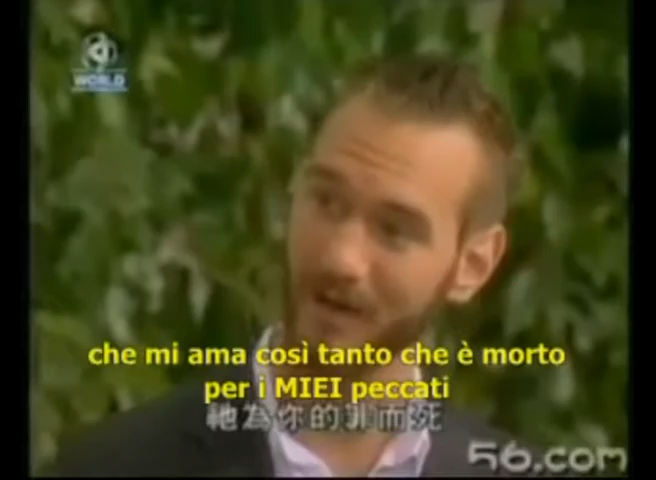 WORLD
che mi ama così tanto che è morto
per i MIEI peccati
祂為你的罪而死
56.com